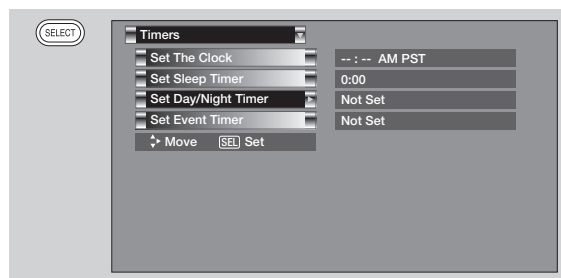 SELECT
Timers
Set The Clock -- : -- AM PST
Set Sleep Timer 0:00
Set Day/Night Timer Not Set
Set Event Timer Not Set
Move SEL Set